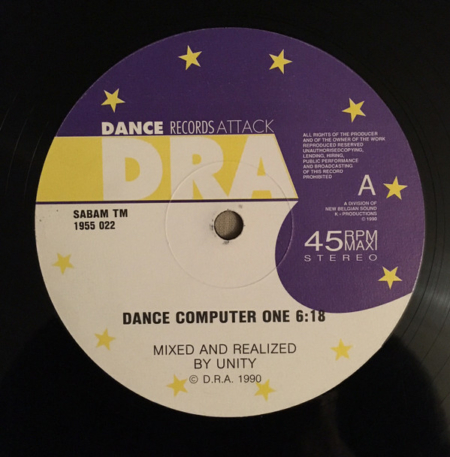 DANCE RECORDS ATTACK
DRA
ALL RIGHTS OF THE PRODUCER
AND OF THE OWNER OF THE WORK
REPRODUCED RESERVED
UNAUTHORISEDCOPYING,
LENDING, HIRING,
PUBLIC PERFORMANCE
AND BROADCASTING
OF THIS RECORD
PROHIBITED
A
SABAM TM
1955 022
A DIVISION OF
NEW BELGIAN SOUND
K-PRODUCTIONS
45 RPM
MAXI
STEREO
DANCE COMPUTER ONE 6:18
MIXED AND REALIZED
BY UNITY
© D.R.A. 1990